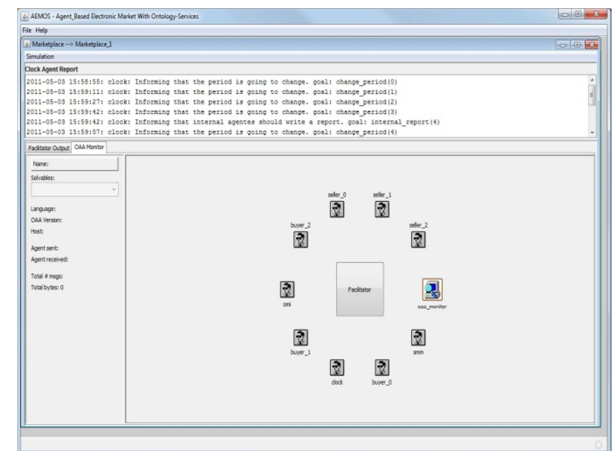 AEMOS - Agent_Based Electronic Market With Ontology-Services
File Help
Marketplace --> Marketplace_1
Simulation
Clock Agent Report
2011-05-03 15:58:55: clock: Informing that the period is going to change. goal: change_period(0)
2011-05-03 15:59:11: clock: Informing that the period is going to change. goal: change_period(1)
2011-05-03 15:59:27: clock: Informing that the period is going to change. goal: change_period(2)
2011-05-03 15:59:42: clock: Informing that the period is going to change. goal: change_period(3)
2011-05-03 15:59:42: clock: Informing that internal agentes should write a report. goal: internal_report(4)
2011-05-03 15:59:57: clock: Informing that the period is going to change. goal: change_period(4)
Facilitator Output OAA Monitor
Name:
Solvables:
Language:
OAA Version:
Host:
Agent sent:
Agent received:
Total # msgs:
Total bytes: 0
seller_0 seller_1
buyer_2 seller_2
Facilitator
omi oaa_monitor
buyer_1 smm
clock buyer_0